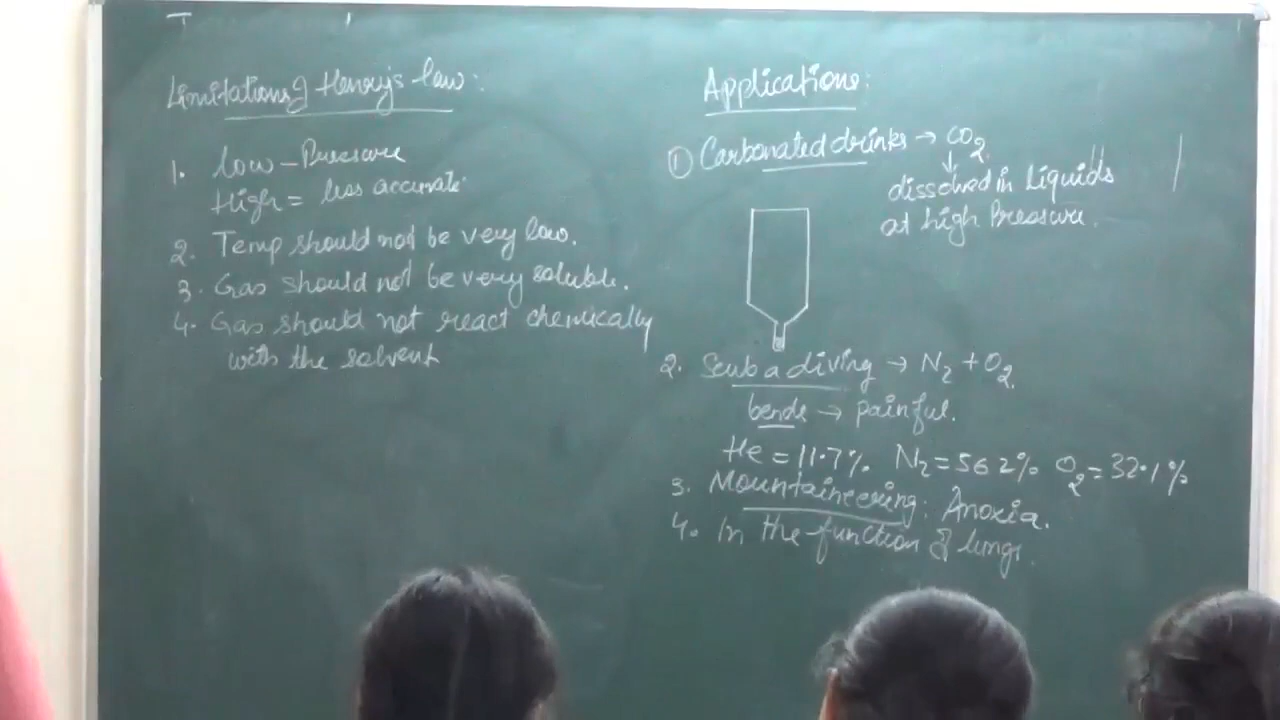 Limitations of Henry's law:
1. low - Pressure
High = less accurate.
2. Temp should not be very low.
3. Gas should not be very soluble.
4. Gas should not react chemically
with the solvent
Applications:
① Carbonated drinks → CO₂
↓
dissolved in Liquids
at high Pressure.
2. Scuba diving → N₂ + O₂.
bends → painful.
He = 11.7% N₂ = 56.2% O₂ = 32.1%
3. Mountaineering: Anoxia.
4. In the function of lungs.